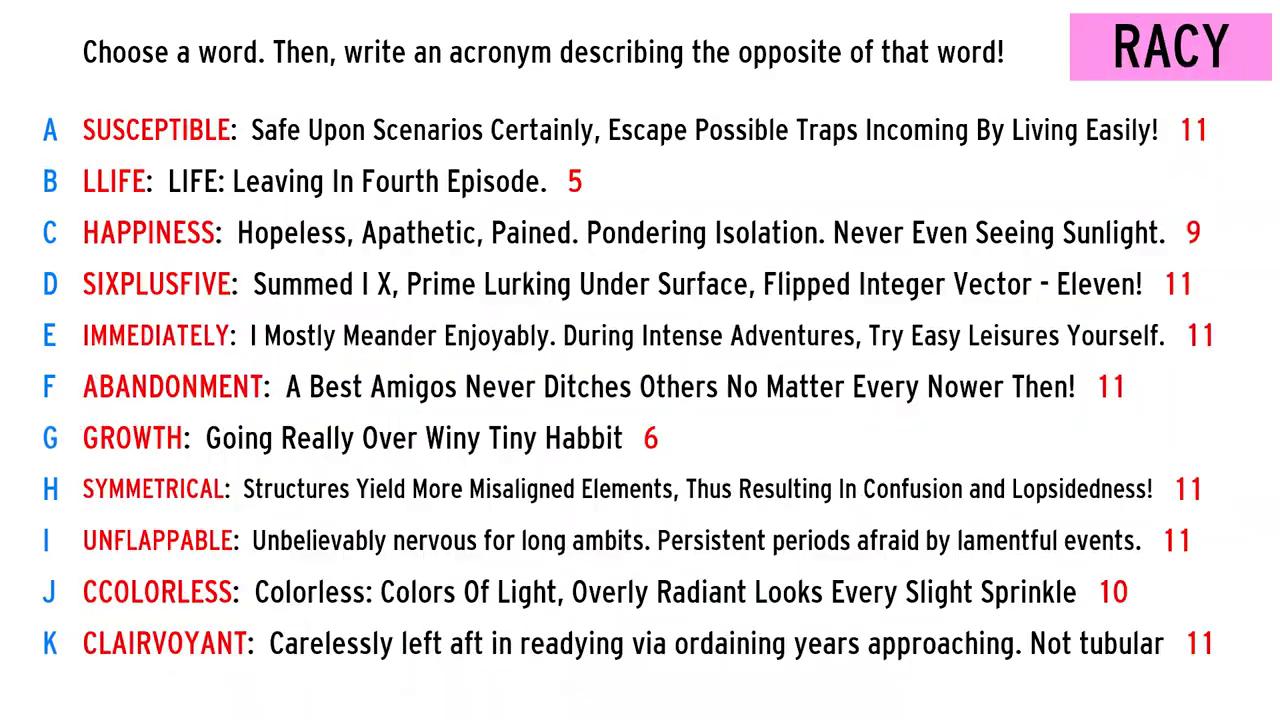 Choose a word. Then, write an acronym describing the opposite of that word!
RACY
A SUSCEPTIBLE: Safe Upon Scenarios Certainly, Escape Possible Traps Incoming By Living Easily! 11
B LLIFE: LIFE: Leaving In Fourth Episode. 5
C HAPPINESS: Hopeless, Apathetic, Pained. Pondering Isolation. Never Even Seeing Sunlight. 9
D SIXPLUSFIVE: Summed I X, Prime Lurking Under Surface, Flipped Integer Vector - Eleven! 11
E IMMEDIATELY: I Mostly Meander Enjoyably. During Intense Adventures, Try Easy Leisures Yourself. 11
F ABANDONMENT: A Best Amigos Never Ditches Others No Matter Every Nower Then! 11
G GROWTH: Going Really Over Winy Tiny Habbit 6
H SYMMETRICAL: Structures Yield More Misaligned Elements, Thus Resulting In Confusion and Lopsidedness! 11
I UNFLAPPABLE: Unbelievably nervous for long ambits. Persistent periods afraid by lamentful events. 11
J CCOLORLESS: Colorless: Colors Of Light, Overly Radiant Looks Every Slight Sprinkle 10
K CLAIRVOYANT: Carelessly left aft in readying via ordaining years approaching. Not tubular 11